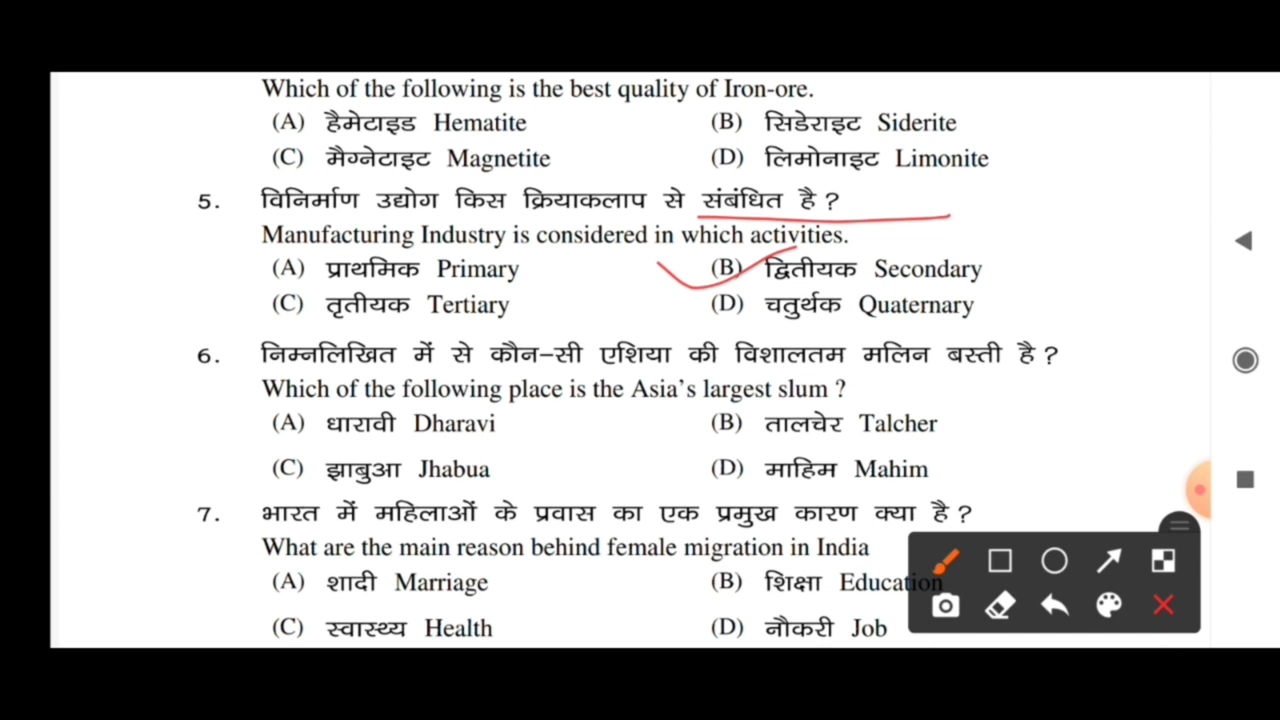 Which of the following is the best quality of Iron-ore.
(A) हैमेटाइड Hematite (B) सिडेराइट Siderite
(C) मैग्नेटाइट Magnetite (D) लिमोनाइट Limonite
5. विनिर्माण उद्योग किस क्रियाकलाप से संबंधित है ?
Manufacturing Industry is considered in which activities.
(A) प्राथमिक Primary (B) द्वितीयक Secondary
(C) तृतीयक Tertiary (D) चतुर्थक Quaternary
6. निम्नलिखित में से कौन–सी एशिया की विशालतम मलिन बस्ती है ?
Which of the following place is the Asia's largest slum ?
(A) धारावी Dharavi (B) तालचेर Talcher
(C) झाबुआ Jhabua (D) माहिम Mahim
7. भारत में महिलाओं के प्रवास का एक प्रमुख कारण क्या है ?
What are the main reason behind female migration in India
(A) शादी Marriage (B) शिक्षा Education
(C) स्वास्थ्य Health (D) नौकरी Job